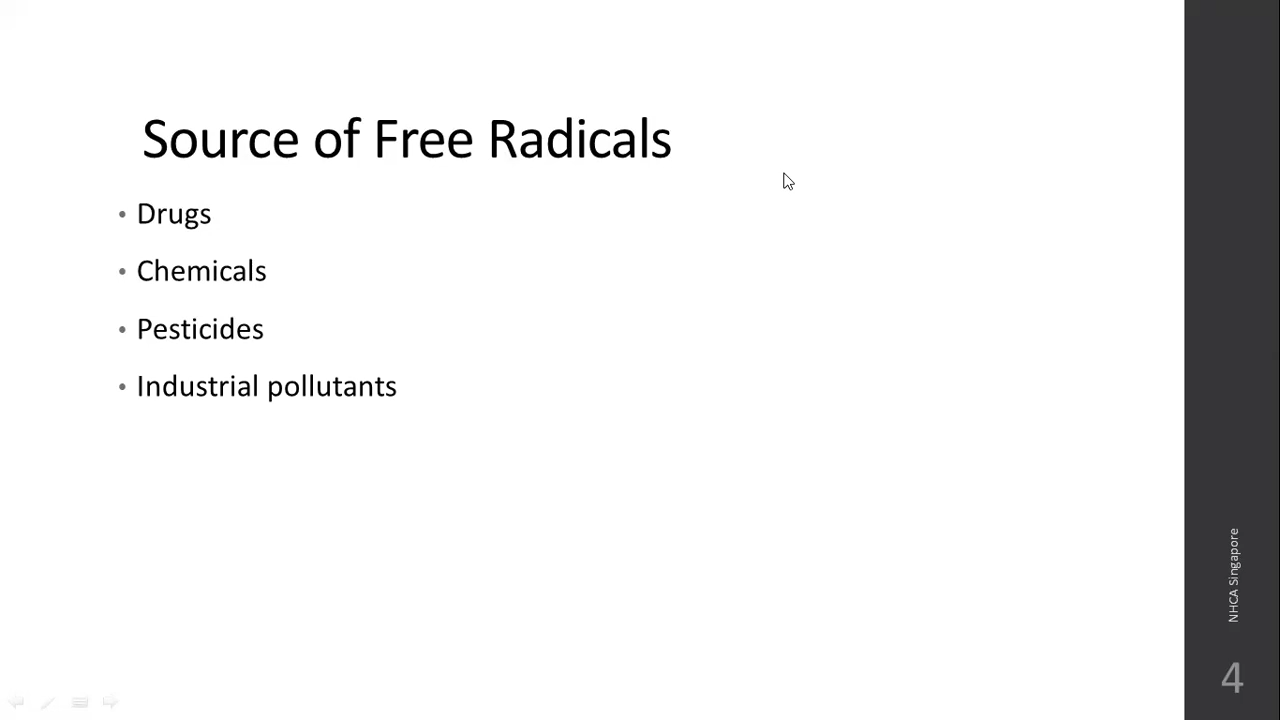 Source of Free Radicals
• Drugs
• Chemicals
• Pesticides
• Industrial pollutants
NHCA Singapore
4